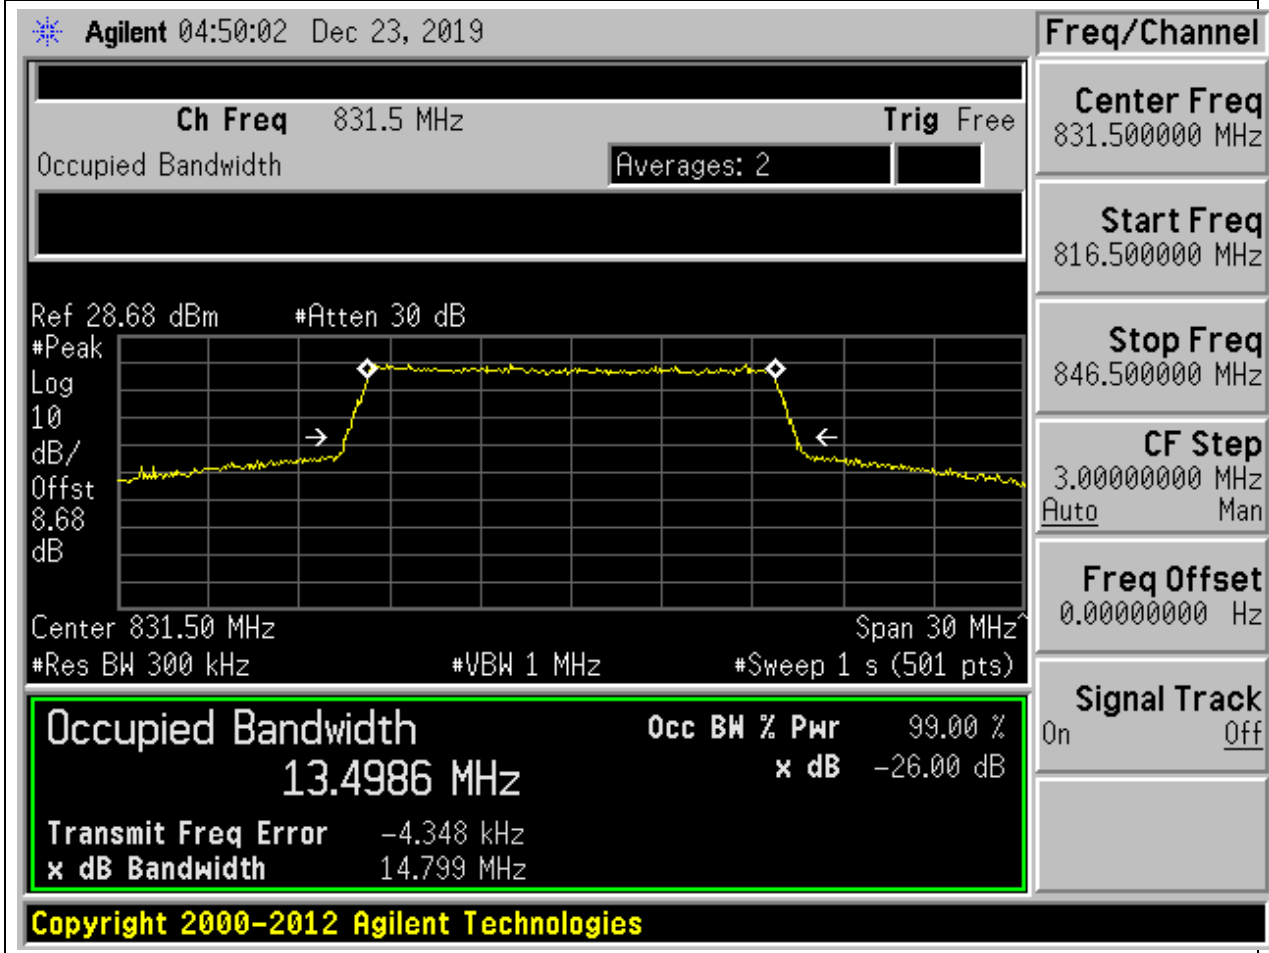 Agilent 04:50:02 Dec 23, 2019
Freq/Channel
Ch Freq 831.5 MHz Trig Free
Occupied Bandwidth Averages: 2
Ref 28.68 dBm #Atten 30 dB
#Peak
Log
10
dB/
Offst
8.68
dB
Center 831.50 MHz Span 30 MHz^
#Res BW 300 kHz #VBW 1 MHz #Sweep 1 s (501 pts)
Occupied Bandwidth Occ BW % Pwr 99.00 %
13.4986 MHz x dB -26.00 dB
Transmit Freq Error -4.348 kHz
x dB Bandwidth 14.799 MHz
Copyright 2000-2012 Agilent Technologies
Center Freq
831.500000 MHz
Start Freq
816.500000 MHz
Stop Freq
846.500000 MHz
CF Step
3.00000000 MHz
Auto Man
Freq Offset
0.00000000 Hz
Signal Track
On Off